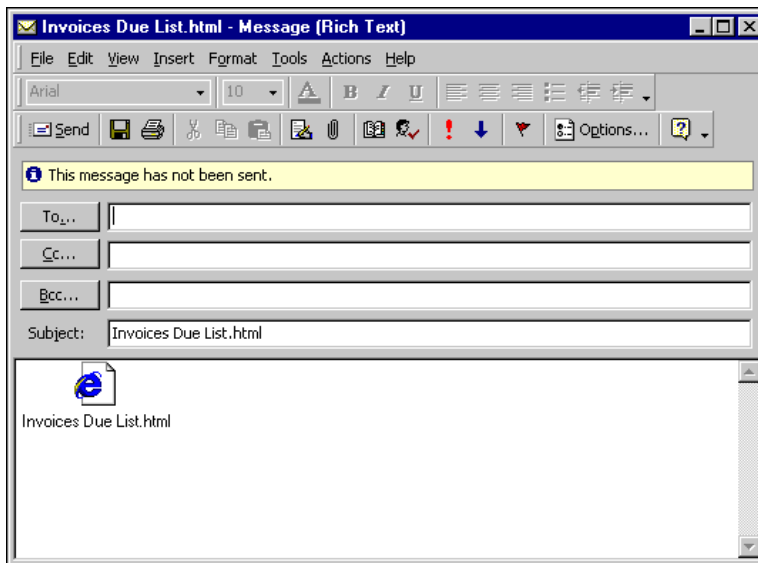 Invoices Due List.html - Message (Rich Text)
File Edit View Insert Format Tools Actions Help
Arial 10 A B I U
Send Options...
This message has not been sent.
To...
Cc...
Bcc...
Subject: Invoices Due List.html
Invoices Due List.html